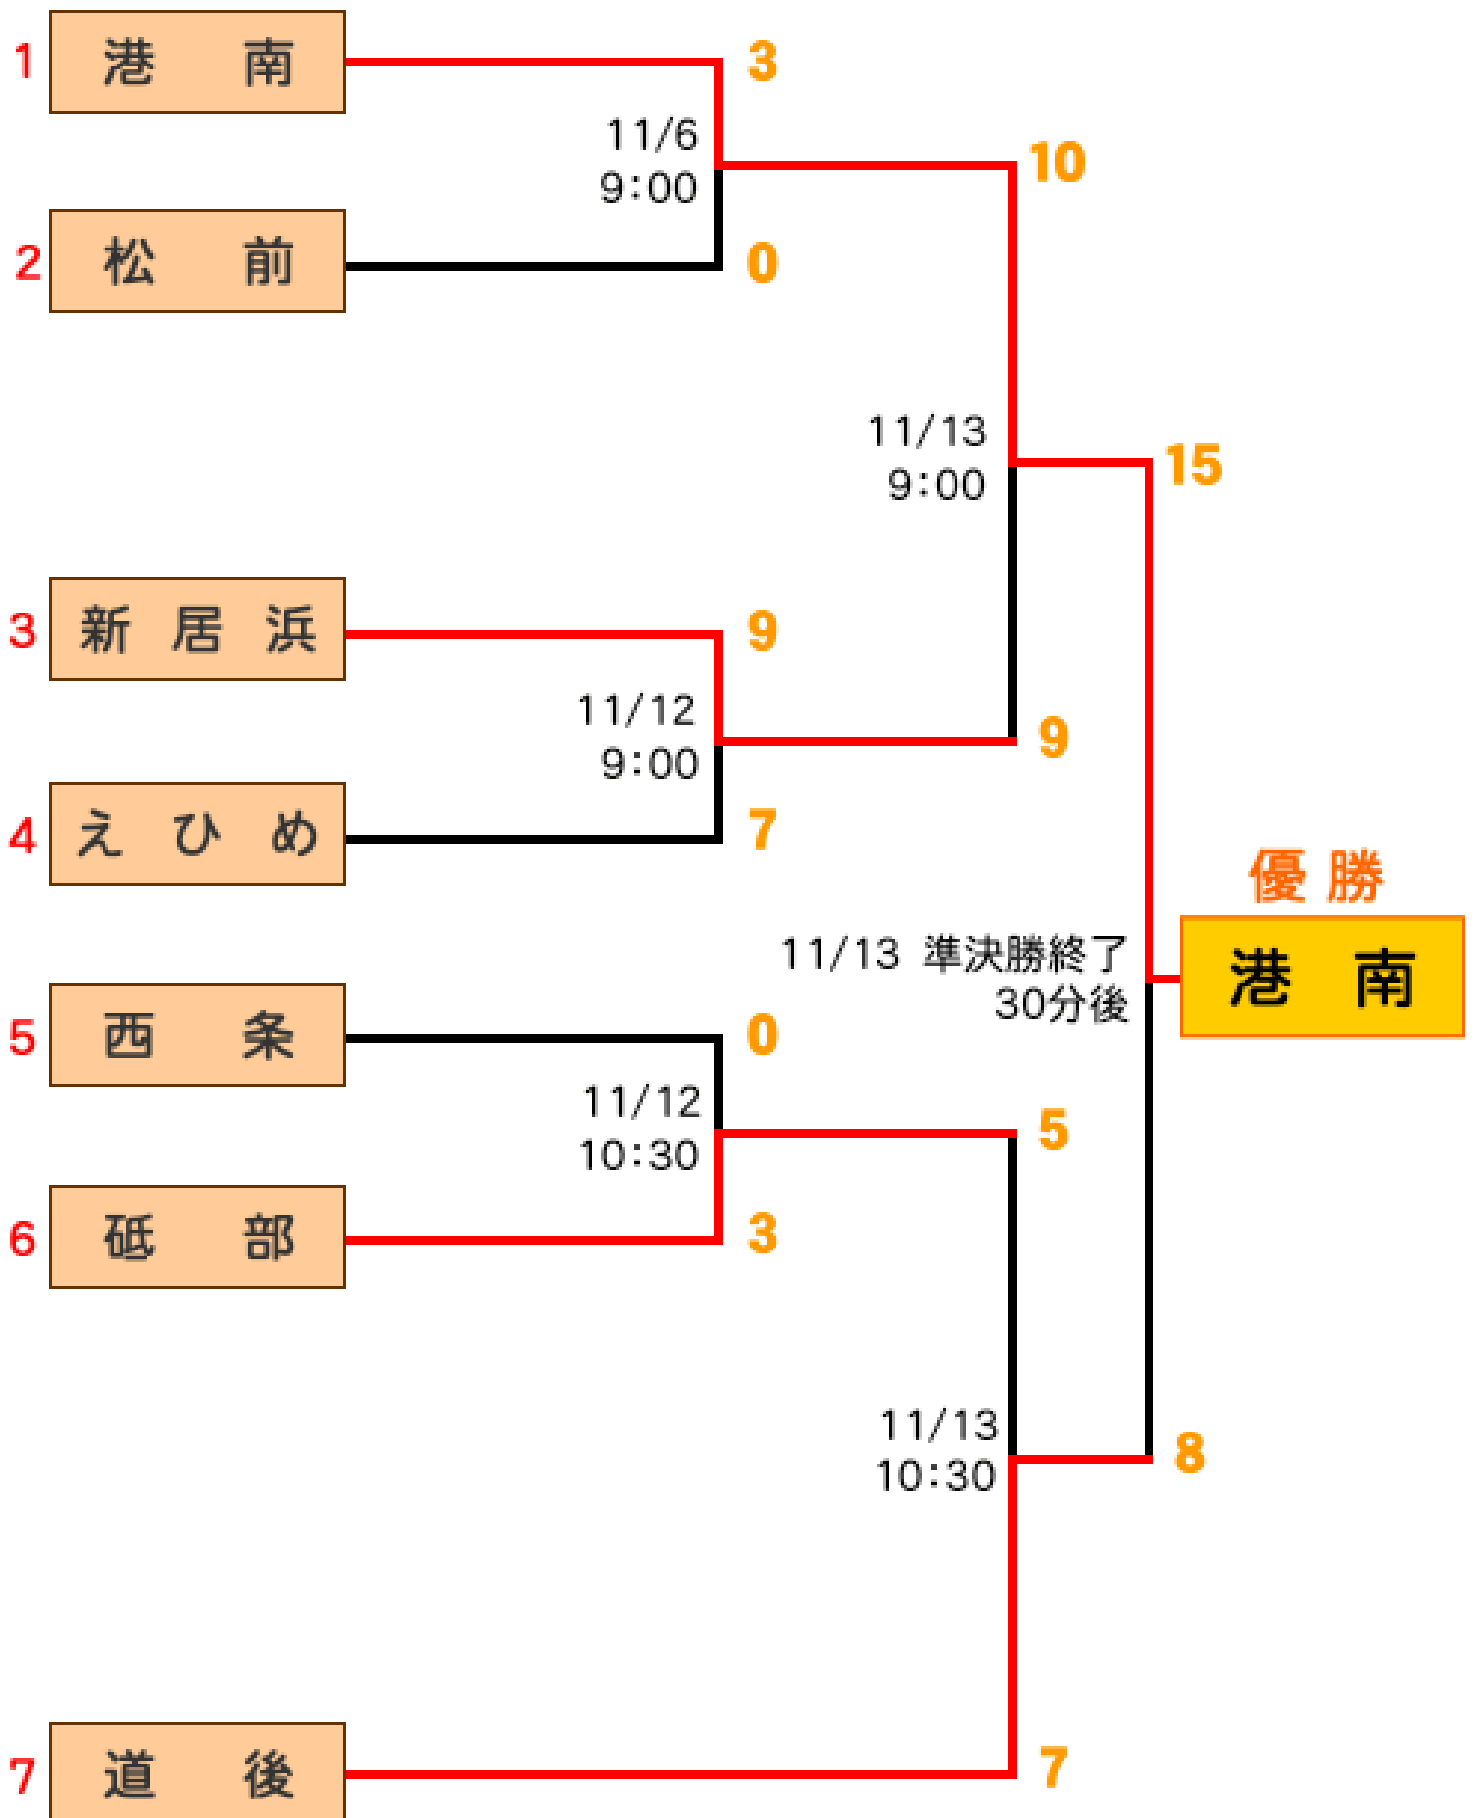 1 港 南 3
11/6
9:00
10
2 松 前 0
11/13
9:00
15
3 新居浜 9
11/12
9:00
9
4 えひめ 7
優勝
港 南
11/13 準決勝終了
30分後
5 西 条 0
11/12
10:30
5
6 砥 部 3
11/13
10:30
8
7 道 後 7